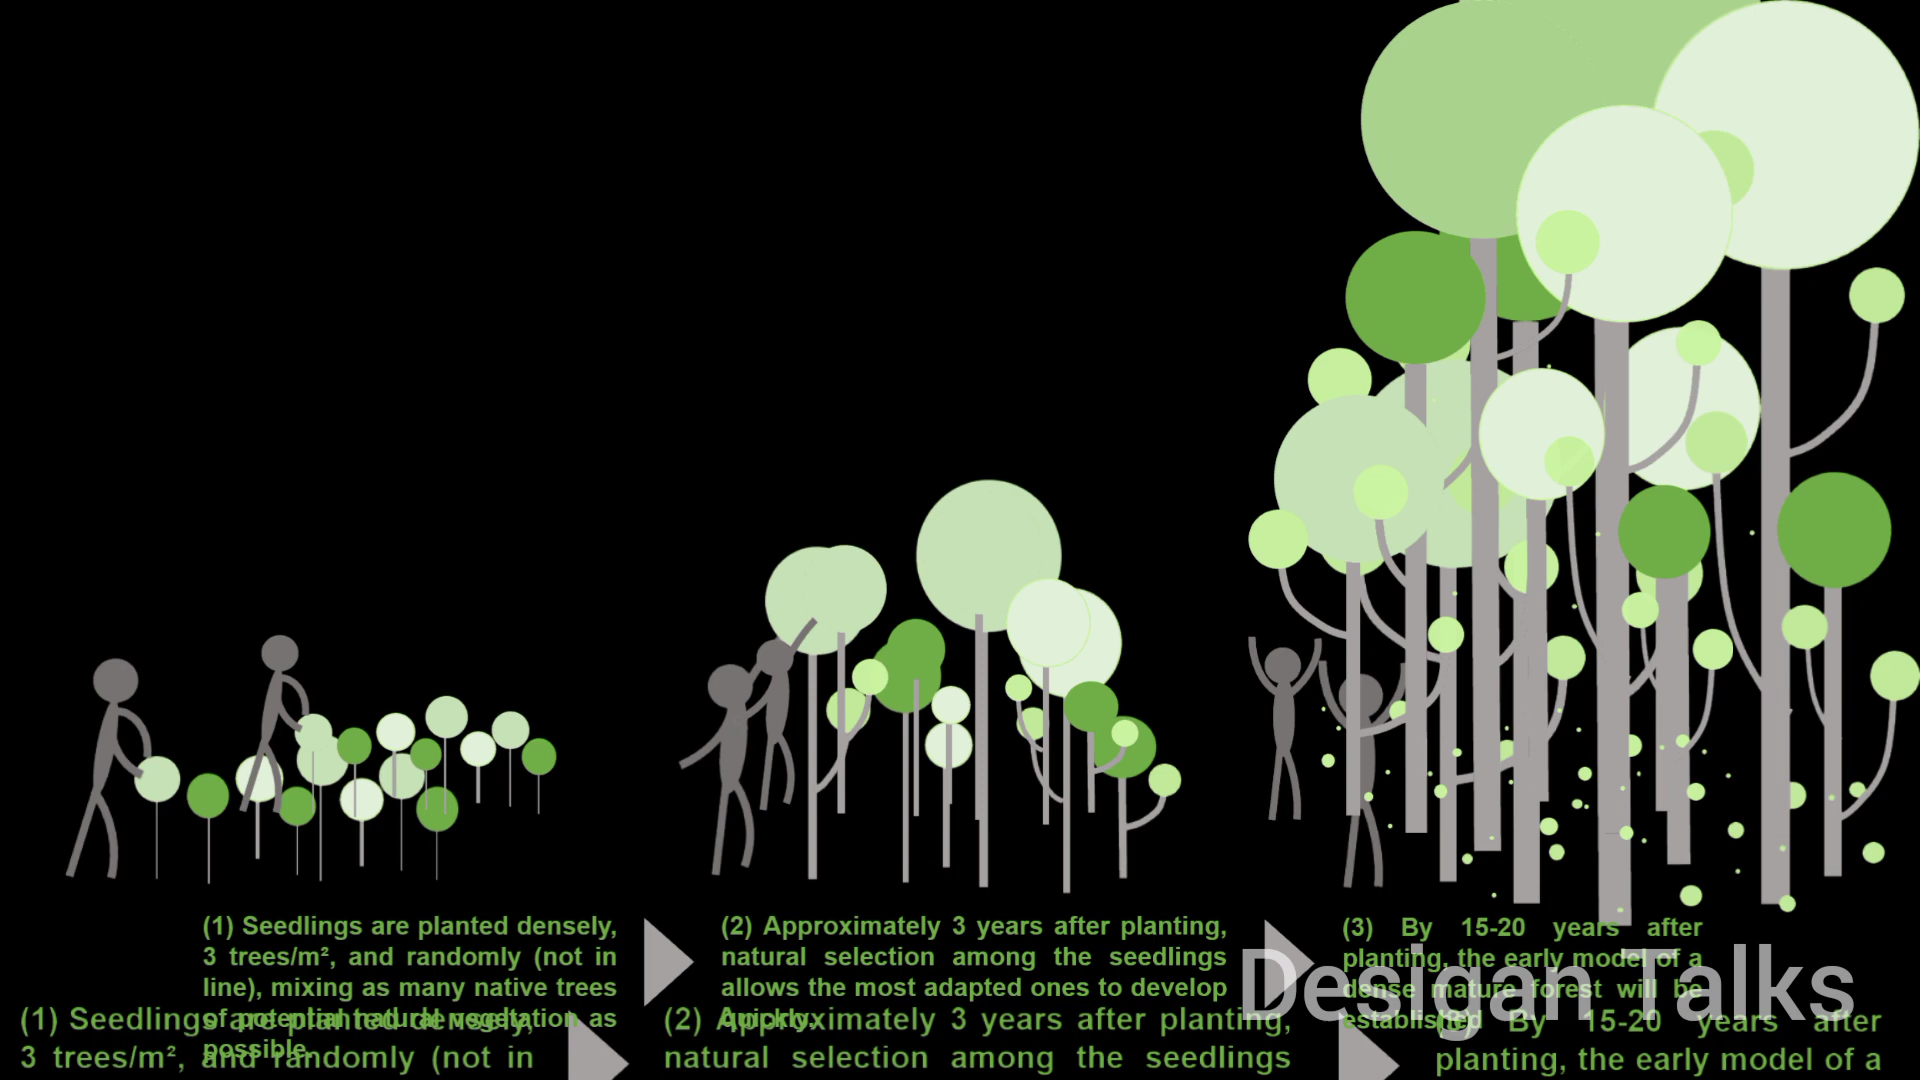 (1) Seedlings are planted densely,
3 trees/m², and randomly (not in
line), mixing as many native trees
of potential natural vegetation as
possible.
(2) Approximately 3 years after planting,
natural selection among the seedlings
allows the most adapted ones to develop
quickly.
(3) By 15-20 years after
planting, the early model of a
dense mature forest will be
established
Desigan Talks
(1) Seedlings are planted densely,
3 trees/m², and randomly (not in
(2) Approximately 3 years after planting,
natural selection among the seedlings
(3) By 15-20 years after
planting, the early model of a